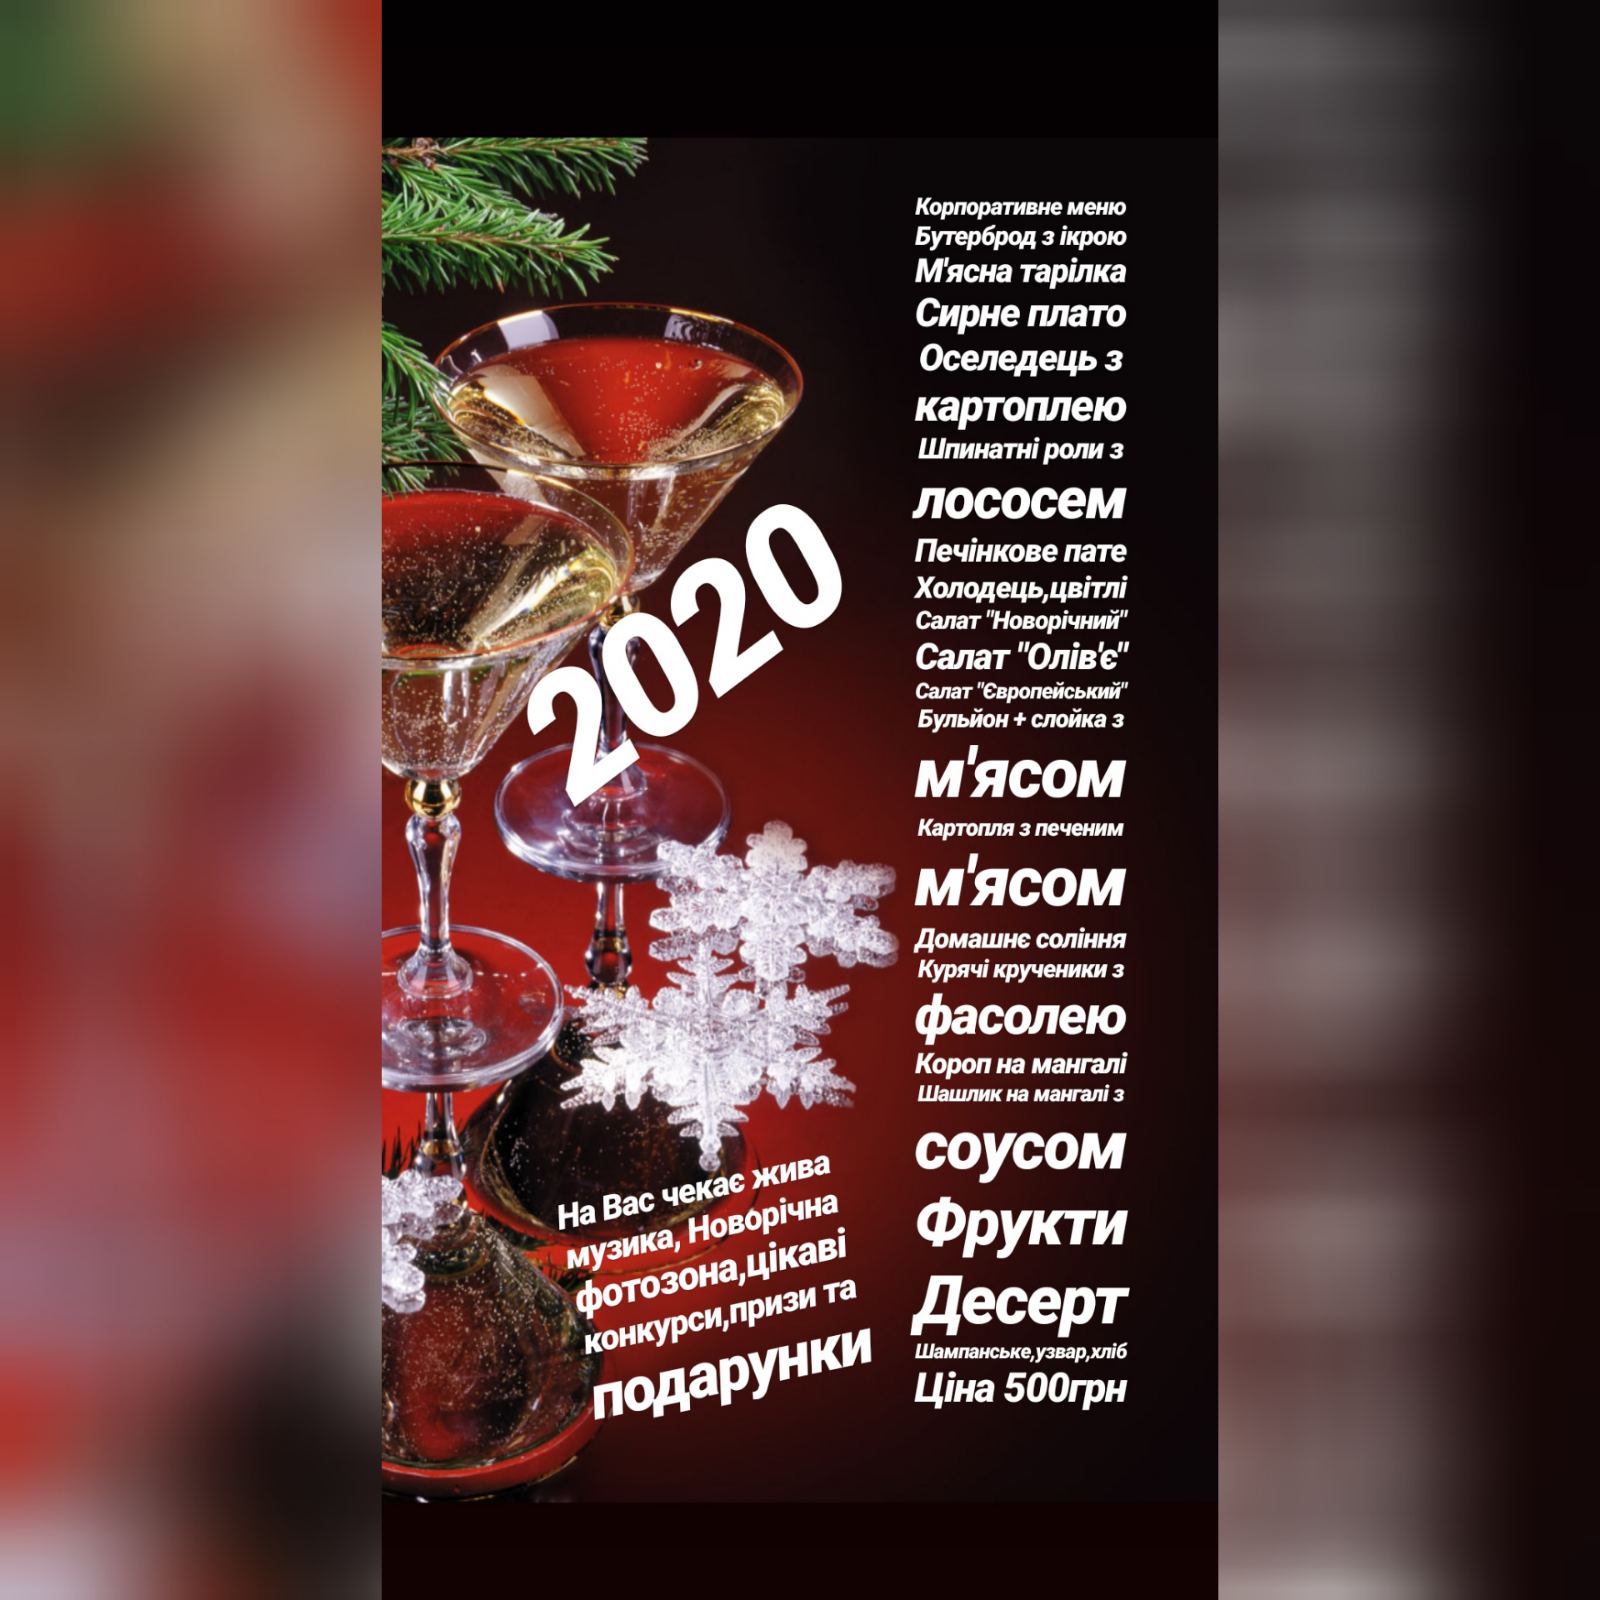 Корпоративне меню
Бутерброд з ікрою
М'ясна тарілка
Сирне плато
Оселедець з
картоплею
Шпинатні роли з
лососем
Печінкове пате
Холодець,цвітлі
Салат "Новорічний"
Салат "Олів'є"
Салат "Європейський"
Бульйон + слойка з
м'ясом
Картопля з печеним
м'ясом
Домашнє соління
Курячі крученики з
фасолею
Короп на мангалі
Шашлик на мангалі з
соусом
Фрукти
Десерт
Шампанське,узвар,хліб
Ціна 500грн
2020
На Вас чекає жива
музика, Новорічна
фотозона,цікаві
конкурси,призи та
подарунки